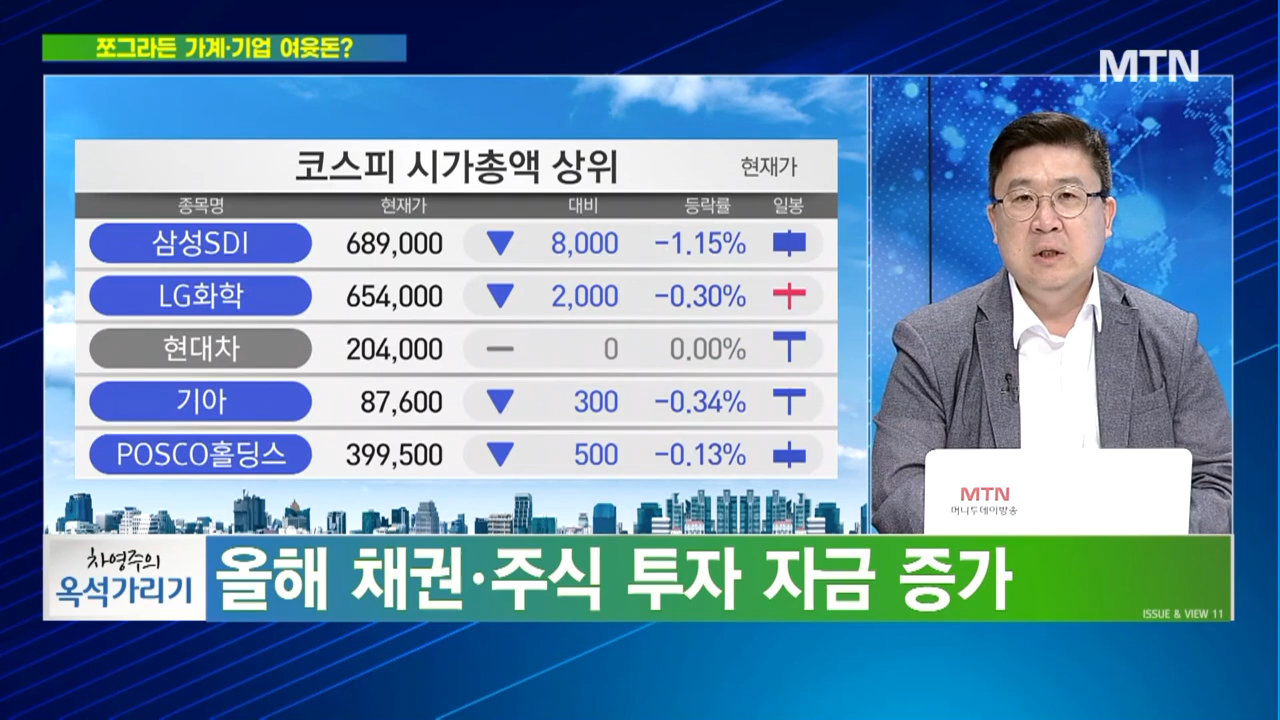 쪼그라든 가계·기업 여윳돈?
MTN
코스피 시가총액 상위 현재가
종목명 현재가 대비 등락률 일봉
삼성SDI 689,000 ▼ 8,000 -1.15%
LG화학 654,000 ▼ 2,000 -0.30%
현대차 204,000 — 0 0.00%
기아 87,600 ▼ 300 -0.34%
POSCO홀딩스 399,500 ▼ 500 -0.13%
MTN
머니투데이방송
차영주의
옥석가리기
올해 채권·주식 투자 자금 증가
ISSUE & VIEW 11